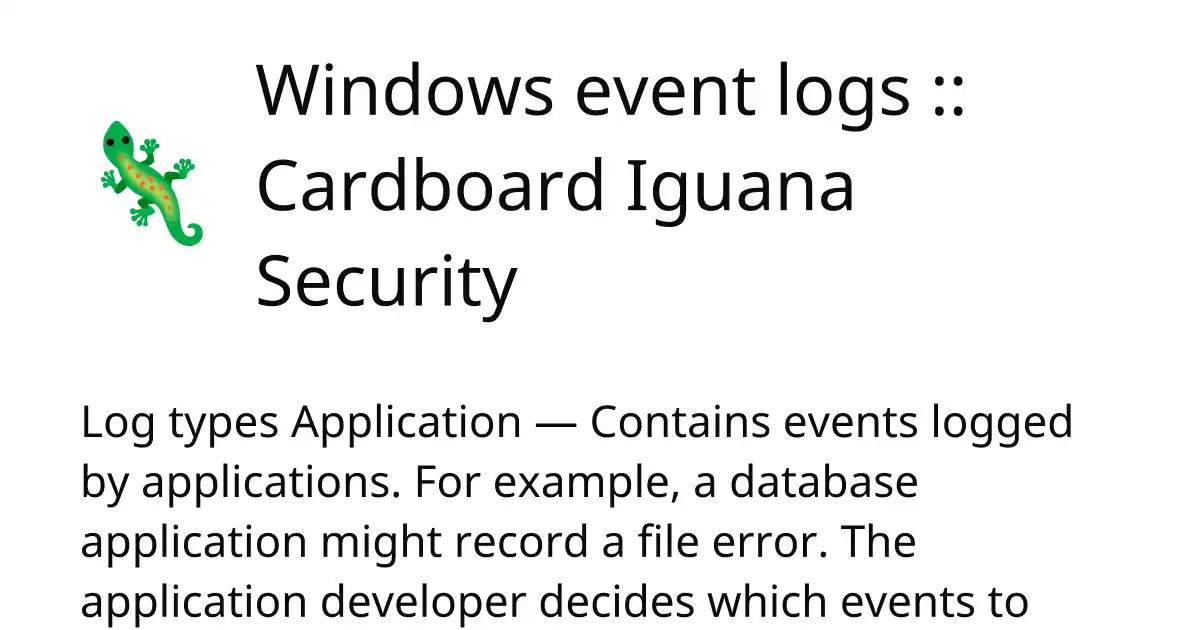 Windows event logs ::
Cardboard Iguana
Security
Log types Application — Contains events logged
by applications. For example, a database
application might record a file error. The
application developer decides which events to